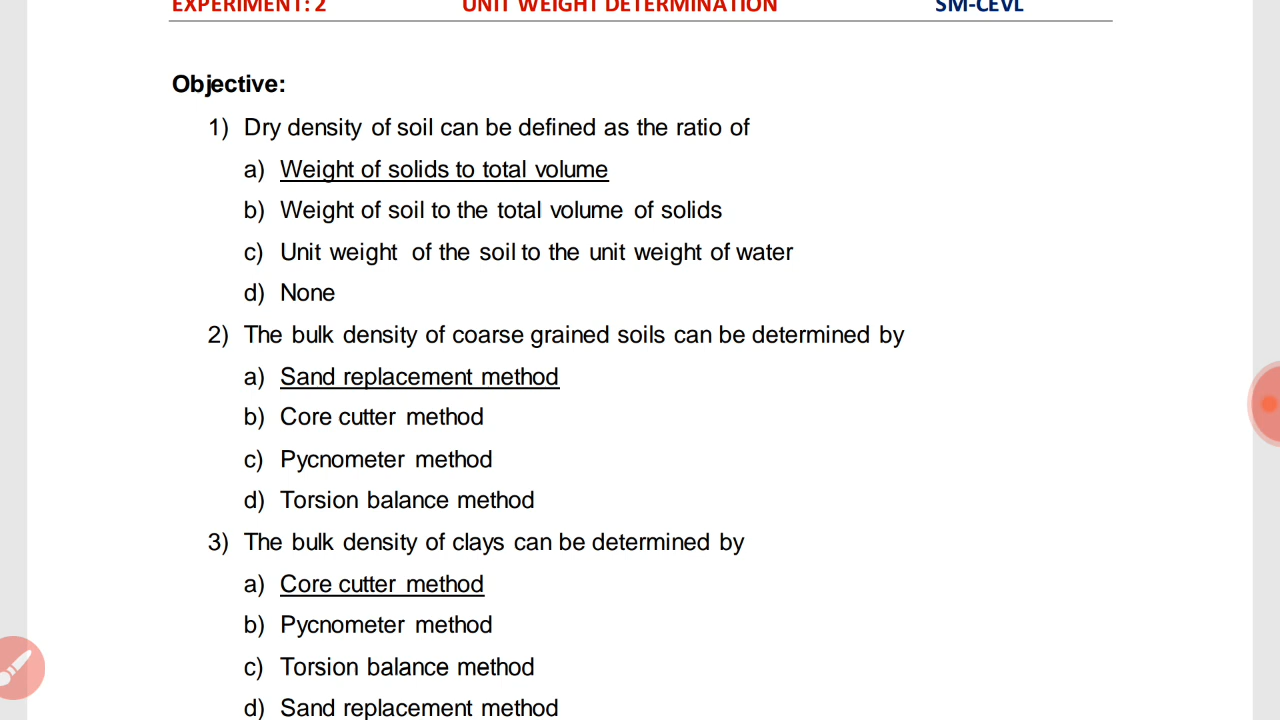 EXPERIMENT: 2 UNIT WEIGHT DETERMINATION SM-CEVL
Objective:
1) Dry density of soil can be defined as the ratio of
a) Weight of solids to total volume
b) Weight of soil to the total volume of solids
c) Unit weight of the soil to the unit weight of water
d) None
2) The bulk density of coarse grained soils can be determined by
a) Sand replacement method
b) Core cutter method
c) Pycnometer method
d) Torsion balance method
3) The bulk density of clays can be determined by
a) Core cutter method
b) Pycnometer method
c) Torsion balance method
d) Sand replacement method